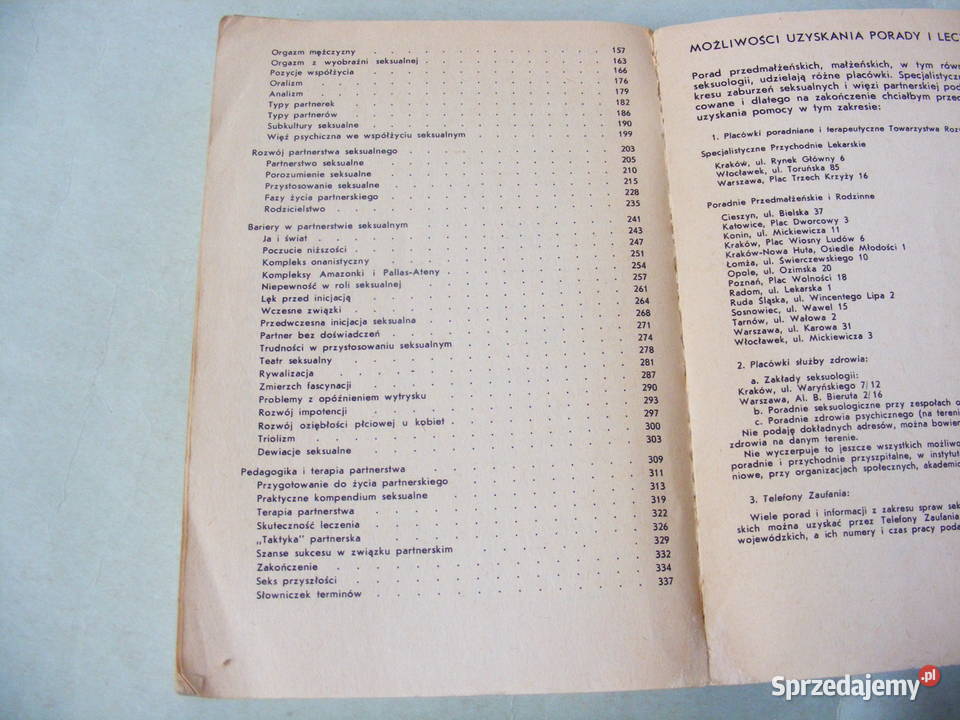 Orgazm mężczyzny . . . . . . . . . . . . 157
Orgazm z wyobraźni seksualnej . . . . . . . . . 163
Pozycje współżycia . . . . . . . . . . . . 166
Oralizm . . . . . . . . . . . . . . 176
Analizm . . . . . . . . . . . . . . 179
Typy partnerek . . . . . . . . . . . . . 182
Typy partnerów . . . . . . . . . . . . . 186
Subkultury seksualne . . . . . . . . . . . . 190
Więź psychiczna we współżyciu seksualnym . . . . . . . 199
Rozwój partnerstwa seksualnego . . . . . . . . . . 203
Partnerstwo seksualne . . . . . . . . . . . 205
Porozumienie seksualne . . . . . . . . . . . 210
Przystosowanie seksualne . . . . . . . . . . . 215
Fazy życia partnerskiego . . . . . . . . . . . 228
Rodzicielstwo . . . . . . . . . . . . . 235
Bariery w partnerstwie seksualnym . . . . . . . . . 241
Ja i świat . . . . . . . . . . . . . . 243
Poczucie niższości . . . . . . . . . . . . 247
Kompleks onanistyczny . . . . . . . . . . . 251
Kompleksy Amazonki i Pallas-Ateny . . . . . . . . . 254
Niepewność w roli seksualnej . . . . . . . . . . 257
Lęk przed inicjacją . . . . . . . . . . . . 261
Wczesne związki . . . . . . . . . . . . . 264
Przedwczesna inicjacja seksualna . . . . . . . . . 268
Partner bez doświadczeń . . . . . . . . . . . 271
Trudności w przystosowaniu seksualnym . . . . . . . . 274
Teatr seksualny . . . . . . . . . . . . . 278
Rywalizacja . . . . . . . . . . . . . . 281
Zmierzch fascynacji . . . . . . . . . . . . 287
Problemy z opóźnieniem wytrysku . . . . . . . . . 290
Rozwój impotencji . . . . . . . . . . . . 293
Rozwój oziębłości płciowej u kobiet . . . . . . . . . 297
Triolizm . . . . . . . . . . . . . . 300
Dewiacje seksualne . . . . . . . . . . . . 303
Pedagogika i terapia partnerstwa . . . . . . . . . . 309
Przygotowanie do życia partnerskiego . . . . . . . . 311
Praktyczne kompendium seksualne . . . . . . . . . 313
Terapia partnerstwa . . . . . . . . . . . . 319
Skuteczność leczenia . . . . . . . . . . . . 322
„Taktyka” partnerska . . . . . . . . . . . . 326
Szanse sukcesu w związku partnerskim . . . . . . . . 329
Zakończenie . . . . . . . . . . . . . . 332
Seks przyszłości . . . . . . . . . . . . . 334
Słowniczek terminów . . . . . . . . . . . . 337
MOŻLIWOŚCI UZYSKANIA PORADY I LEC
Porad przedmałżeńskich, małżeńskich, w tym rów
seksuologii, udzielają różne placówki. Specjalistyczn
kresu zaburzeń seksualnych i więzi partnerskiej pod
cowane i dlatego na zakończenie chciałbym przed
uzyskania pomocy w tym zakresie:
1. Placówki poradniane i terapeutyczne Towarzystwa Roz
Specjalistyczne Przychodnie Lekarskie
Kraków, ul. Rynek Główny 6
Włocławek, ul. Toruńska 85
Warszawa, Plac Trzech Krzyży 16
Poradnie Przedmałżeńskie i Rodzinne
Cieszyn, ul. Bielska 37
Katowice, Plac Dworcowy 3
Konin, ul. Mickiewicza 11
Kraków, Plac Wiosny Ludów 6
Kraków-Nowa Huta, Osiedle Młodości 1
Łomża, ul. Świerczewskiego 10
Opole, ul. Ozimska 20
Poznań, Plac Wolności 18
Radom, ul. Lekarska 1
Ruda Śląska, ul. Wincentego Lipa 2
Sosnowiec, ul. Wawel 15
Tarnów, ul. Wałowa 2
Warszawa, ul. Karowa 31
Włocławek, ul. Mickiewicza 3
2. Placówki służby zdrowia:
a. Zakłady seksuologii:
Kraków, ul. Waryńskiego 7/12
Warszawa, Al. B. Bieruta 2/16
b. Poradnie seksuologiczne przy zespołach o
c. Poradnie zdrowia psychicznego (na tereni
Nie podaję dokładnych adresów, można bowiem
zdrowia na danym terenie.
Nie wyczerpuje to jeszcze wszystkich możliwo
poradnie i przychodnie przyszpitalne, w instytut
niowe, przy organizacjach społecznych, akademic
3. Telefony Zaufania:
Wiele porad i informacji z zakresu spraw sek
skich można uzyskać przez Telefony Zaufania
wojewódzkich, a ich numery i czas pracy poda
Sprzedajemy.pl